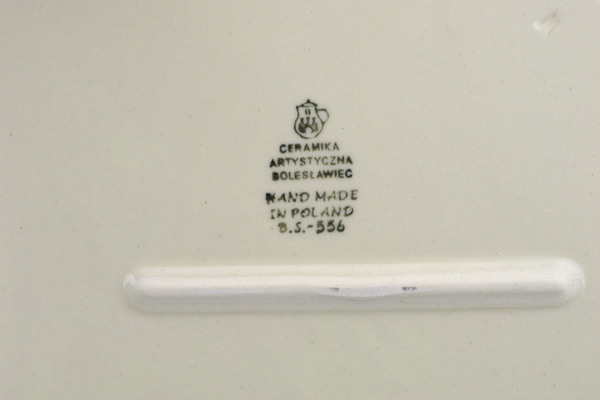 CERAMIKA
ARTYSTYCZNA
BOLESŁAWIEC
HAND MADE
IN POLAND
B.S.-556